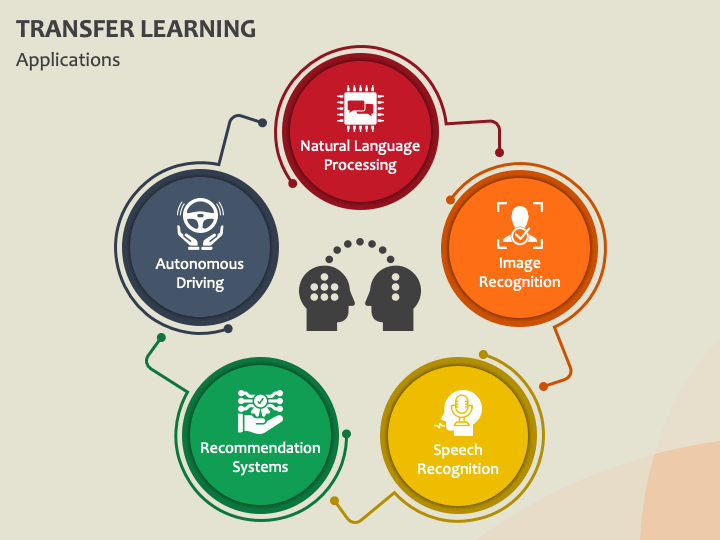 TRANSFER LEARNING
Applications
Natural Language
Processing
Image
Recognition
Speech
Recognition
Recommendation
Systems
Autonomous
Driving